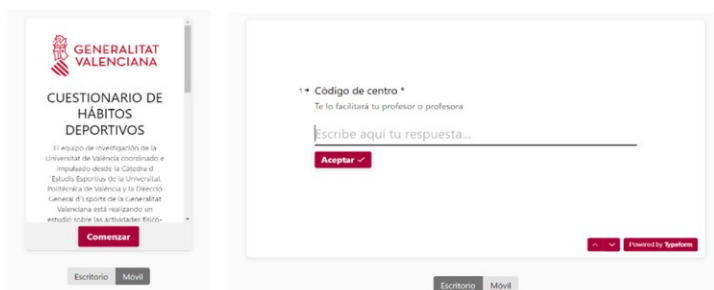 GENERALITAT
VALENCIANA
CUESTIONARIO DE
HÁBITOS
DEPORTIVOS
El equipo de investigación de la
Universitat de València coordinado e
impulsado desde la Càtedra d
´Estudis Esportius de la Universitat
Politècnica de València y la Direcció
General d´Esports de la Generalitat
Valenciana está realizando un
estudio sobre las actividades físico-
Comenzar
Escritorio Móvil
1 Código de centro *
Te lo facilitará tu profesor o profesora
Escribe aquí tu respuesta...
Aceptar
Powered by Typeform
Escritorio Móvil